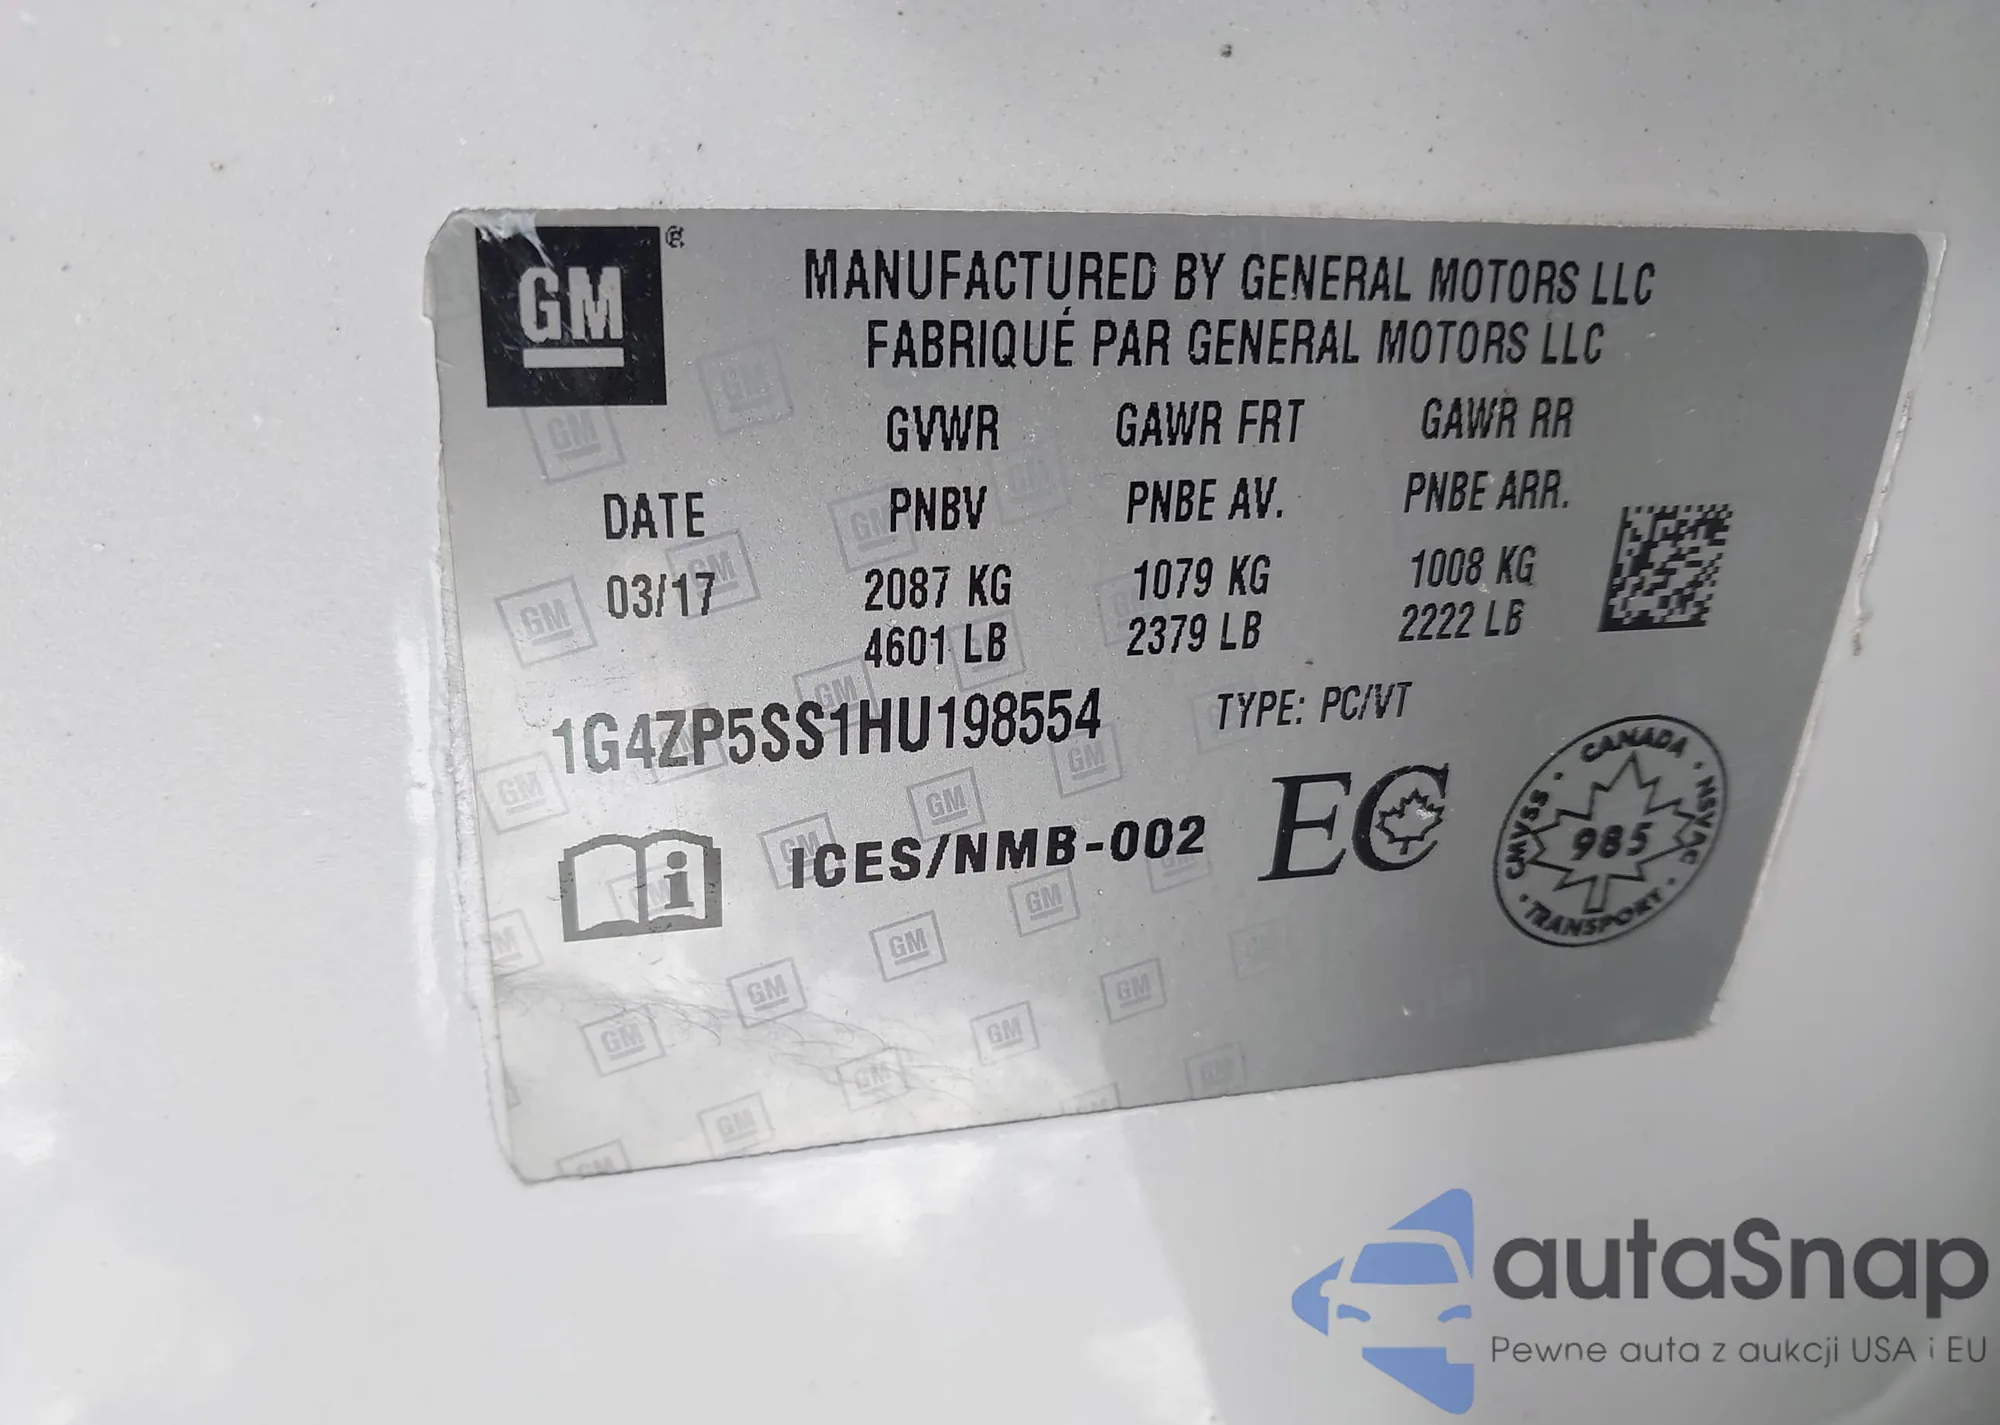 GM
MANUFACTURED BY GENERAL MOTORS LLC
FABRIQUÉ PAR GENERAL MOTORS LLC
GVWR GAWR FRT GAWR RR
DATE PNBV PNBE AV. PNBE ARR.
03/17 2087 KG 1079 KG 1008 KG
4601 LB 2379 LB 2222 LB
1G4ZP5SS1HU198554 TYPE: PC/VT
i ICES/NMB-002 EC
CANADA
CMVSS 985 NSVAC
TRANSPORT
autaSnap
Pewne auta z aukcji USA i EU